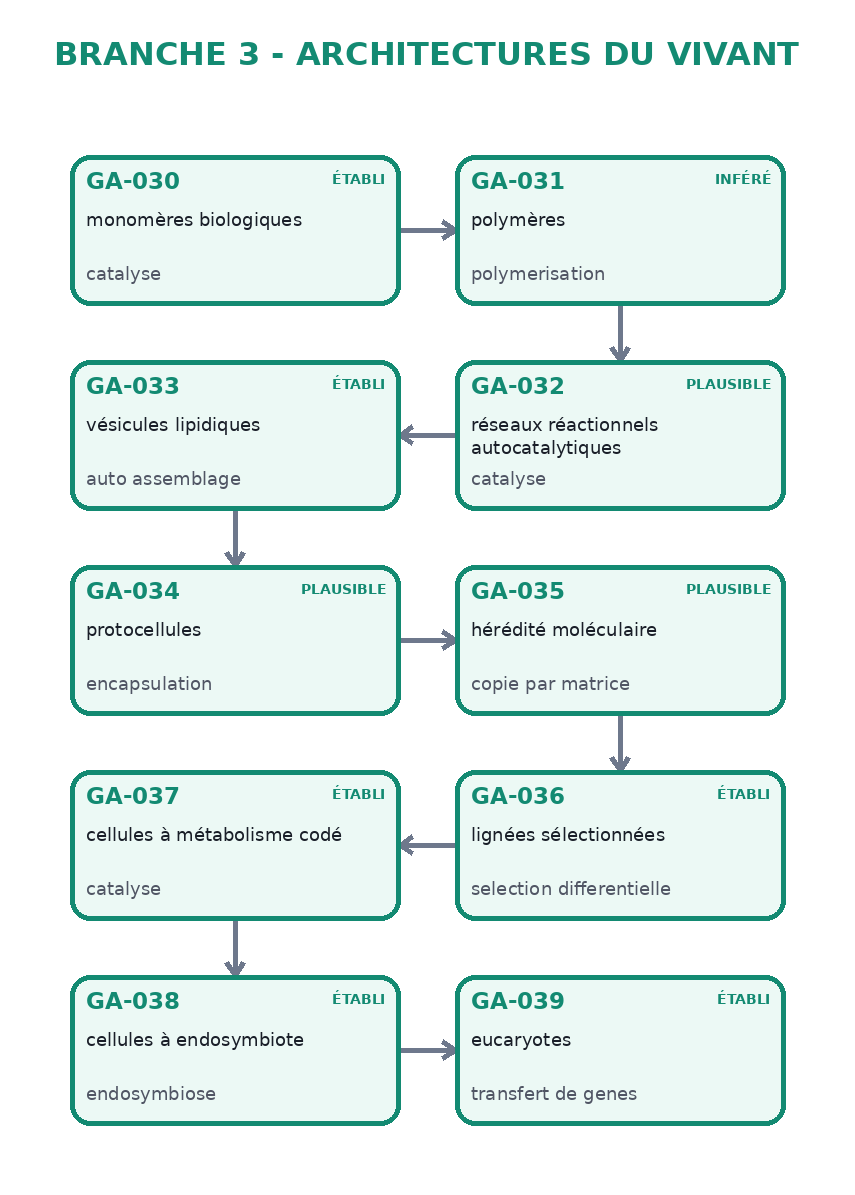 BRANCHE 3 - ARCHITECTURES DU VIVANT
GA-030
ÉTABLI
monomères biologiques
catalyse
GA-031
INFÉRÉ
polymères
polymerisation
GA-033
ÉTABLI
vésicules lipidiques
auto assemblage
GA-032
PLAUSIBLE
réseaux réactionnels
autocatalytiques
catalyse
GA-034
PLAUSIBLE
protocellules
encapsulation
GA-035
PLAUSIBLE
hérédité moléculaire
copie par matrice
GA-037
ÉTABLI
cellules à métabolisme codé
catalyse
GA-036
ÉTABLI
lignées sélectionnées
selection differentielle
GA-038
ÉTABLI
cellules à endosymbiote
endosymbiose
GA-039
ÉTABLI
eucaryotes
transfert de genes